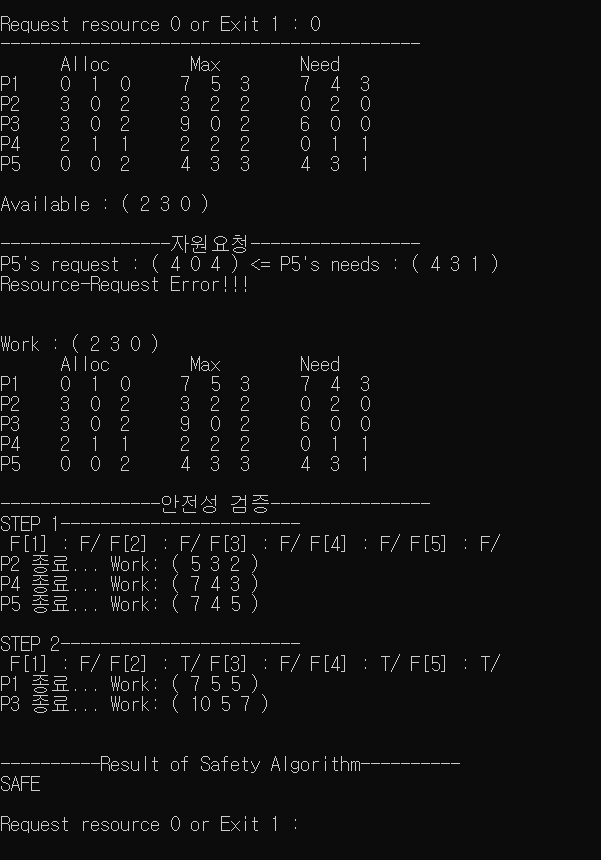 Request resource 0 or Exit 1 : 0
------------------------------------------
Alloc Max Need
P1 0 1 0 7 5 3 7 4 3
P2 3 0 2 3 2 2 0 2 0
P3 3 0 2 9 0 2 6 0 0
P4 2 1 1 2 2 2 0 1 1
P5 0 0 2 4 3 3 4 3 1
Available : ( 2 3 0 )
-----------------자원요청-----------------
P5's request : ( 4 0 4 ) <= P5's needs : ( 4 3 1 )
Resource-Request Error!!!
Work : ( 2 3 0 )
Alloc Max Need
P1 0 1 0 7 5 3 7 4 3
P2 3 0 2 3 2 2 0 2 0
P3 3 0 2 9 0 2 6 0 0
P4 2 1 1 2 2 2 0 1 1
P5 0 0 2 4 3 3 4 3 1
----------------안전성 검증----------------
STEP 1------------------------
F[1] : F/ F[2] : F/ F[3] : F/ F[4] : F/ F[5] : F/
P2 종료... Work: ( 5 3 2 )
P4 종료... Work: ( 7 4 3 )
P5 종료... Work: ( 7 4 5 )
STEP 2------------------------
F[1] : F/ F[2] : T/ F[3] : F/ F[4] : T/ F[5] : T/
P1 종료... Work: ( 7 5 5 )
P3 종료... Work: ( 10 5 7 )
----------Result of Safety Algorithm----------
SAFE
Request resource 0 or Exit 1 :